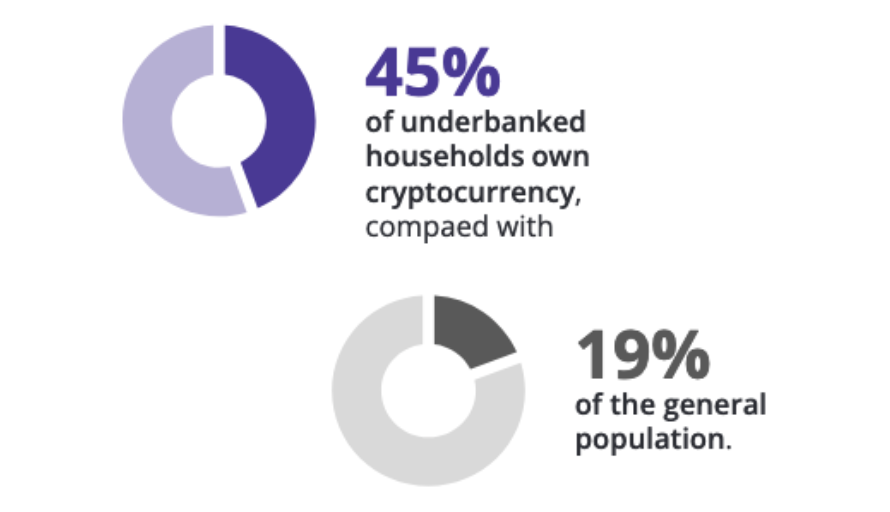 45%
of underbanked
households own
cryptocurrency,
compaed with
19%
of the general
population.